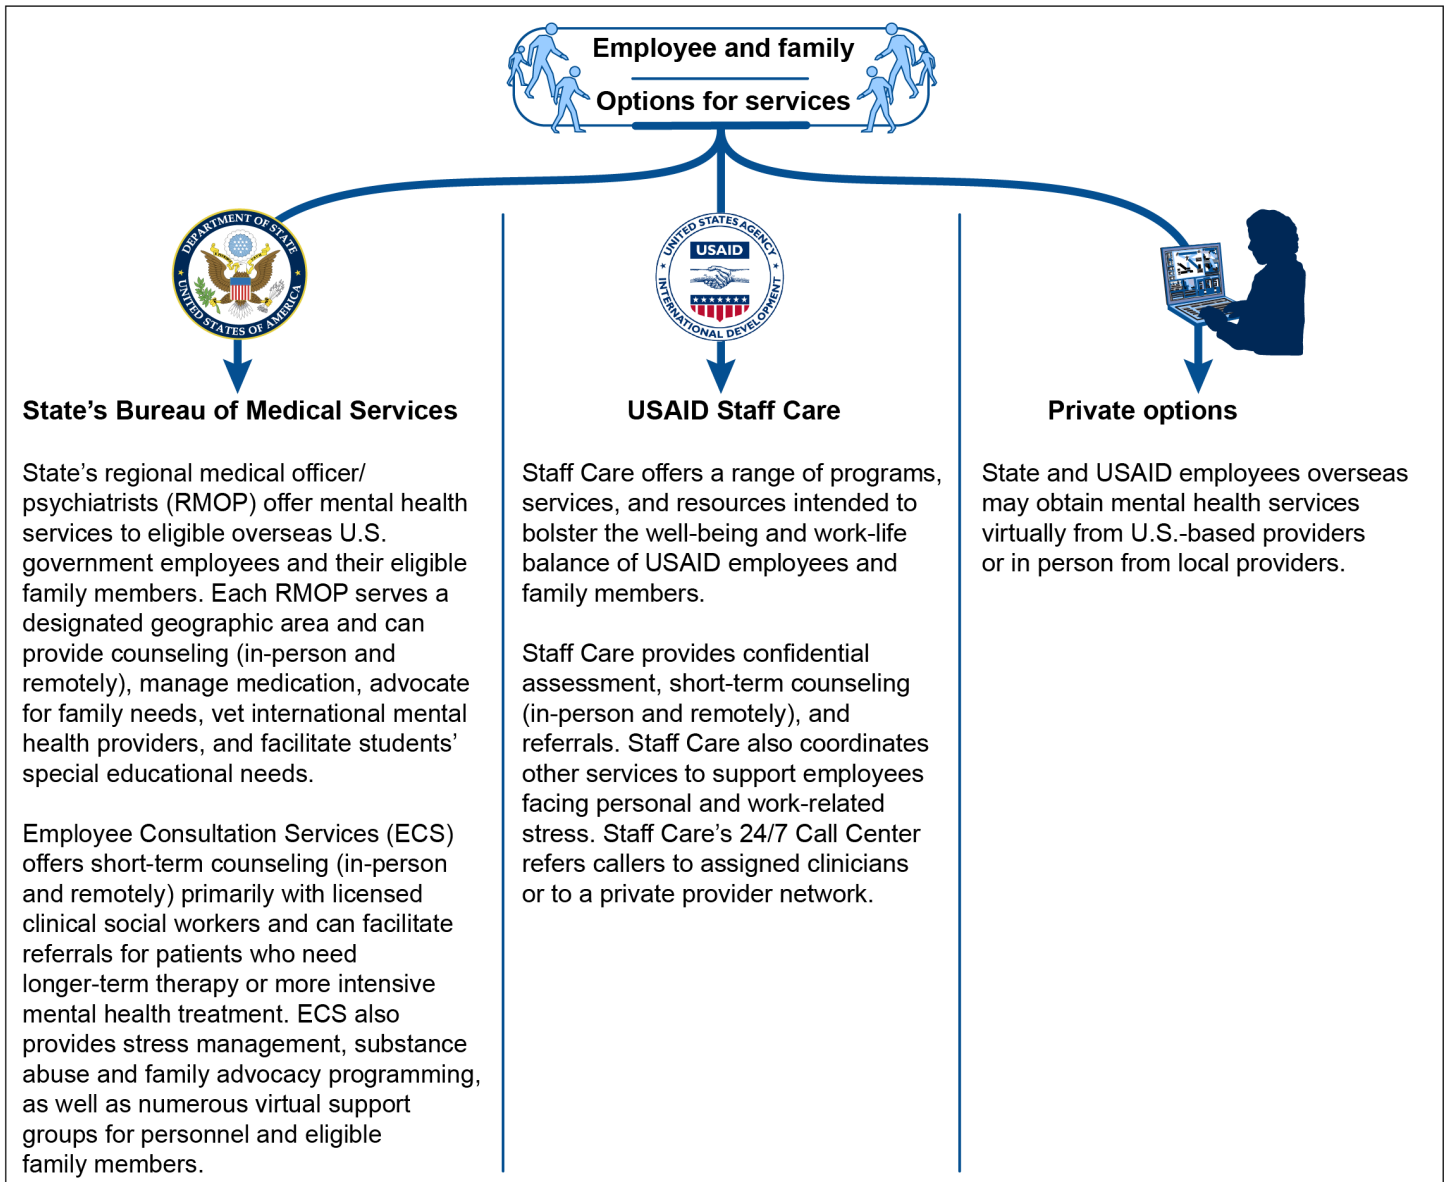 Employee and family
Options for services
DEPARTMENT OF STATE
UNITED STATES OF AMERICA
UNITED STATES AGENCY
USAID
INTERNATIONAL DEVELOPMENT
State’s Bureau of Medical Services
State’s regional medical officer/
psychiatrists (RMOP) offer mental health
services to eligible overseas U.S.
government employees and their eligible
family members. Each RMOP serves a
designated geographic area and can
provide counseling (in-person and
remotely), manage medication, advocate
for family needs, vet international mental
health providers, and facilitate students’
special educational needs.
Employee Consultation Services (ECS)
offers short-term counseling (in-person
and remotely) primarily with licensed
clinical social workers and can facilitate
referrals for patients who need
longer-term therapy or more intensive
mental health treatment. ECS also
provides stress management, substance
abuse and family advocacy programming,
as well as numerous virtual support
groups for personnel and eligible
family members.
USAID Staff Care
Staff Care offers a range of programs,
services, and resources intended to
bolster the well-being and work-life
balance of USAID employees and
family members.
Staff Care provides confidential
assessment, short-term counseling
(in-person and remotely), and
referrals. Staff Care also coordinates
other services to support employees
facing personal and work-related
stress. Staff Care’s 24/7 Call Center
refers callers to assigned clinicians
or to a private provider network.
Private options
State and USAID employees overseas
may obtain mental health services
virtually from U.S.-based providers
or in person from local providers.